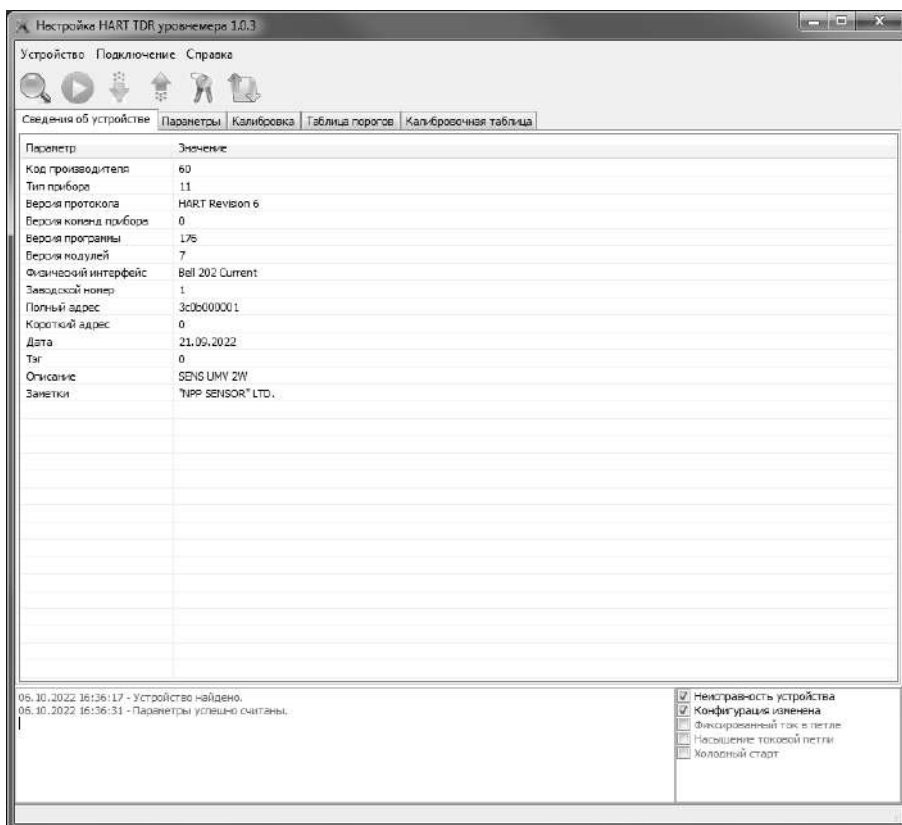 Настройка HART TDR уровнемера 1.0.3
Устройство Подключение Справка
Сведения об устройстве Параметры Калибровка Таблица порогов Калибровочная таблица
Параметр Значение
Код производителя 60
Тип прибора 11
Версия протокола HART Revision 6
Версия команд прибора 0
Версия программы 176
Версия модулей 7
Физический интерфейс Bell 202 Current
Заводской номер 1
Полный адрес 3c0b000001
Короткий адрес 0
Дата 21.09.2022
Тэг 0
Описание SENS UMV 2W
Заметки "NPP SENSOR" LTD.
06.10.2022 16:36:17 - Устройство найдено.
06.10.2022 16:36:31 - Параметры успешно считаны.
Неисправность устройства
Конфигурация изменена
Фиксированный ток в петле
Насыщение токовой петли
Холодный старт